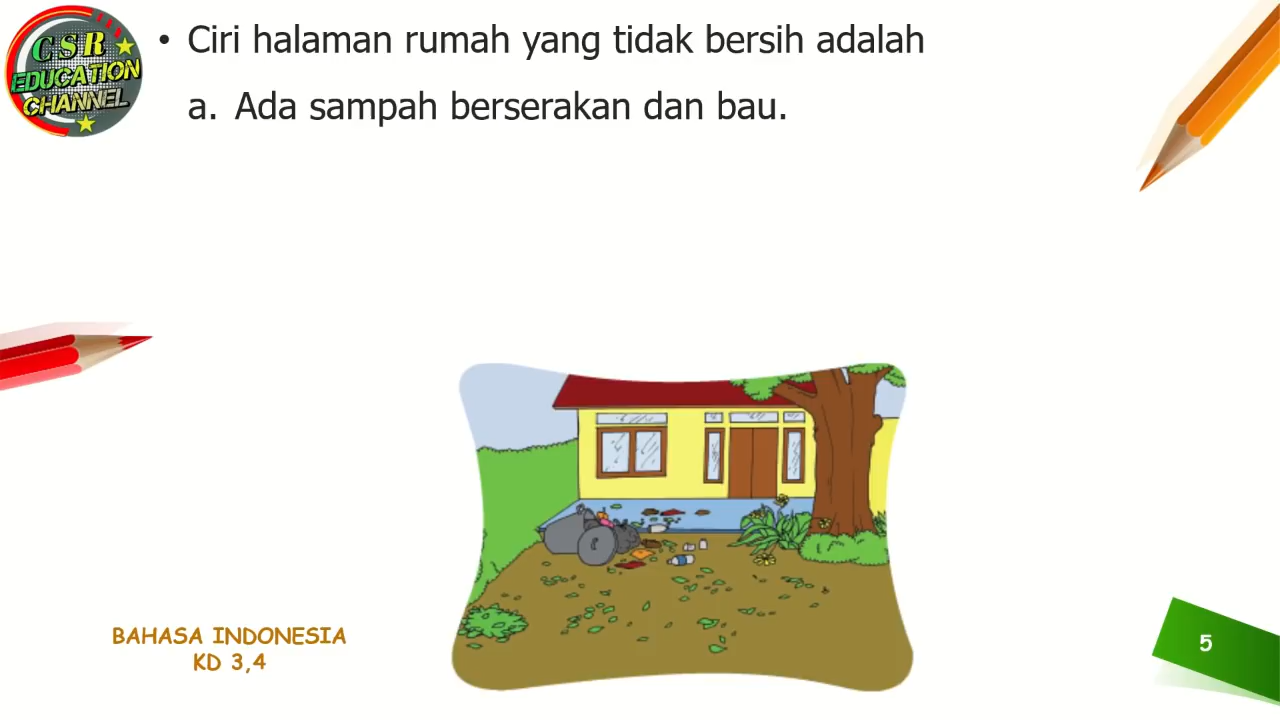 CSR
EDUCATION
CHANNEL
• Ciri halaman rumah yang tidak bersih adalah
a. Ada sampah berserakan dan bau.
BAHASA INDONESIA
KD 3,4
5